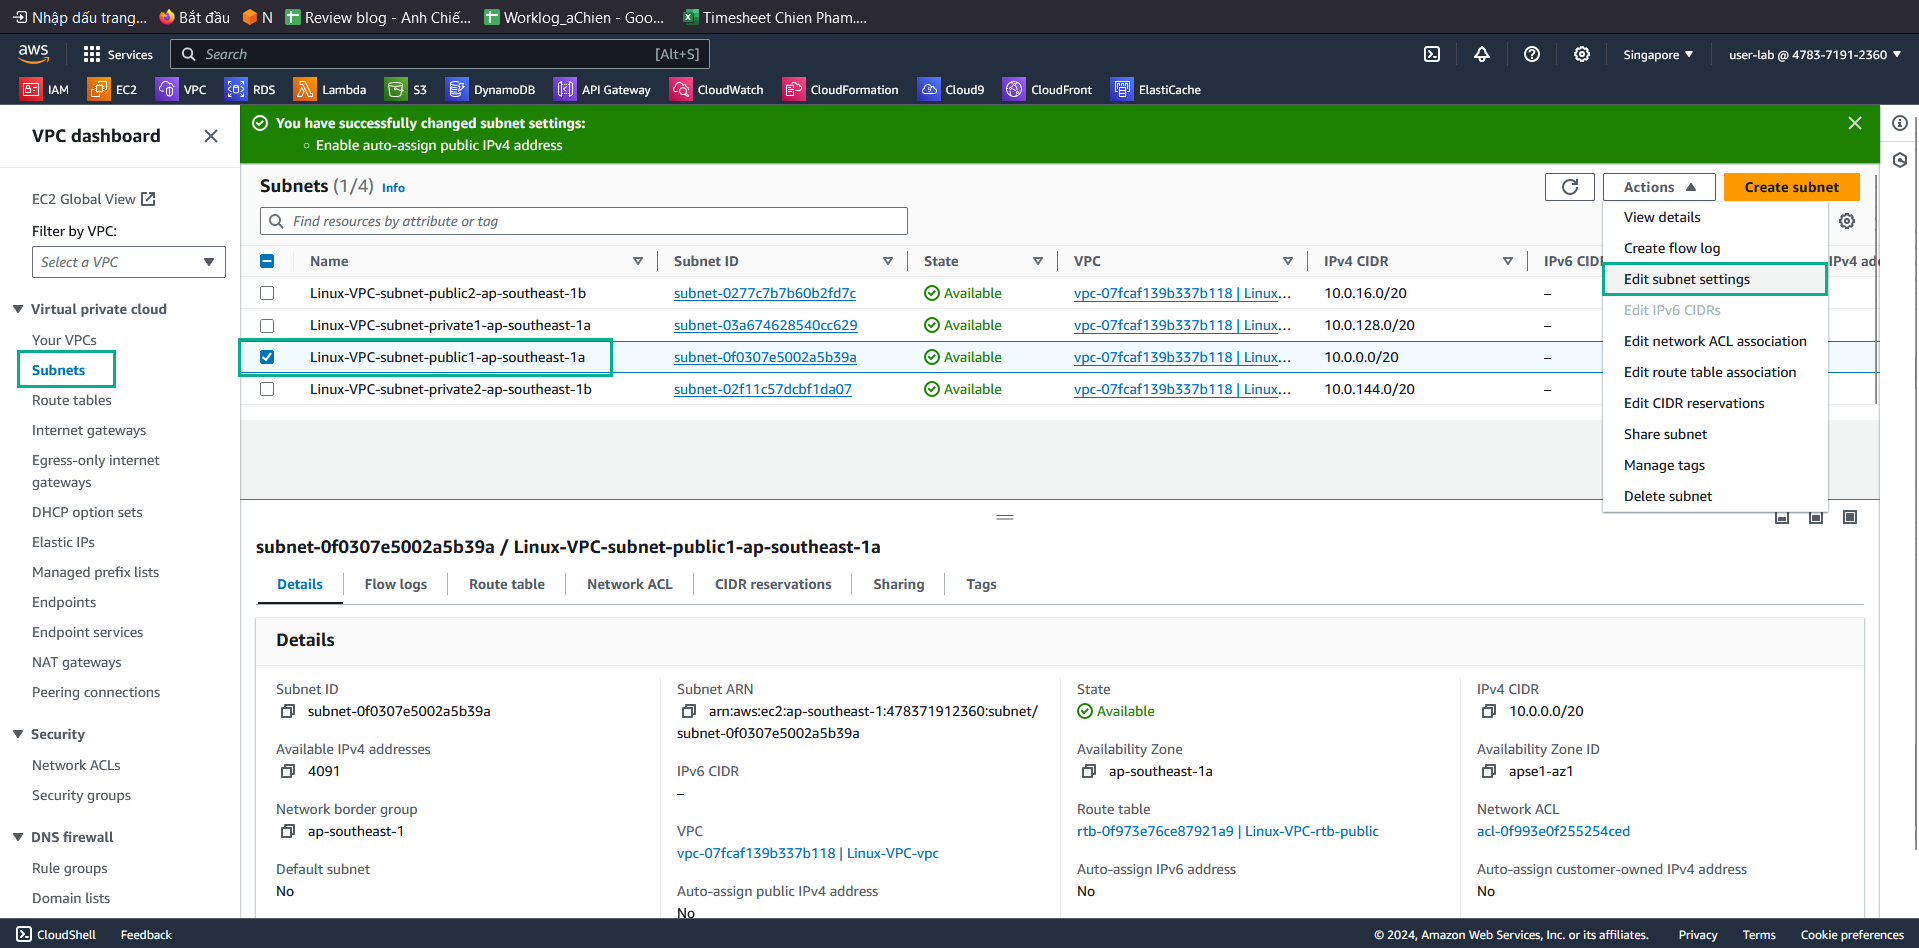 Nhập dấu trang...
Bắt đầu
N
Review blog - Anh Chiế...
Worklog_aChien - Goo...
Timesheet Chien Pham....
aws
Services
Search
[Alt+S]
Singapore
user-lab @ 4783-7191-2360
IAM
EC2
VPC
RDS
Lambda
S3
DynamoDB
API Gateway
CloudWatch
CloudFormation
Cloud9
CloudFront
ElastiCache
VPC dashboard
EC2 Global View
Filter by VPC:
Select a VPC
Virtual private cloud
Your VPCs
Subnets
Route tables
Internet gateways
Egress-only internet
gateways
DHCP option sets
Elastic IPs
Managed prefix lists
Endpoints
Endpoint services
NAT gateways
Peering connections
Security
Network ACLs
Security groups
DNS firewall
Rule groups
Domain lists
You have successfully changed subnet settings:
Enable auto-assign public IPv4 address
Subnets (1/4) Info
Actions
Create subnet
Find resources by attribute or tag
View details
Create flow log
Edit subnet settings
Edit IPv6 CIDRs
Edit network ACL association
Edit route table association
Edit CIDR reservations
Share subnet
Manage tags
Delete subnet
Name
Subnet ID
State
VPC
IPv4 CIDR
IPv6 CID
IPv4 add
Linux-VPC-subnet-public2-ap-southeast-1b subnet-0277c7b7b60b2fd7c Available vpc-07fcaf139b337b118 | Linux... 10.0.16.0/20 –
Linux-VPC-subnet-private1-ap-southeast-1a subnet-03a674628540cc629 Available vpc-07fcaf139b337b118 | Linux... 10.0.128.0/20 –
Linux-VPC-subnet-public1-ap-southeast-1a subnet-0f0307e5002a5b39a Available vpc-07fcaf139b337b118 | Linux... 10.0.0.0/20 –
Linux-VPC-subnet-private2-ap-southeast-1b subnet-02f11c57dcbf1da07 Available vpc-07fcaf139b337b118 | Linux... 10.0.144.0/20 –
subnet-0f0307e5002a5b39a / Linux-VPC-subnet-public1-ap-southeast-1a
Details
Flow logs
Route table
Network ACL
CIDR reservations
Sharing
Tags
Details
Subnet ID
subnet-0f0307e5002a5b39a
Available IPv4 addresses
4091
Network border group
ap-southeast-1
Default subnet
No
Subnet ARN
arn:aws:ec2:ap-southeast-1:478371912360:subnet/
subnet-0f0307e5002a5b39a
IPv6 CIDR
–
VPC
vpc-07fcaf139b337b118 | Linux-VPC-vpc
Auto-assign public IPv4 address
No
State
Available
Availability Zone
ap-southeast-1a
Route table
rtb-0f973e76ce87921a9 | Linux-VPC-rtb-public
Auto-assign IPv6 address
No
IPv4 CIDR
10.0.0.0/20
Availability Zone ID
apse1-az1
Network ACL
acl-0f993e0f255254ced
Auto-assign customer-owned IPv4 address
No
CloudShell
Feedback
© 2024, Amazon Web Services, Inc. or its affiliates.
Privacy
Terms
Cookie preferences